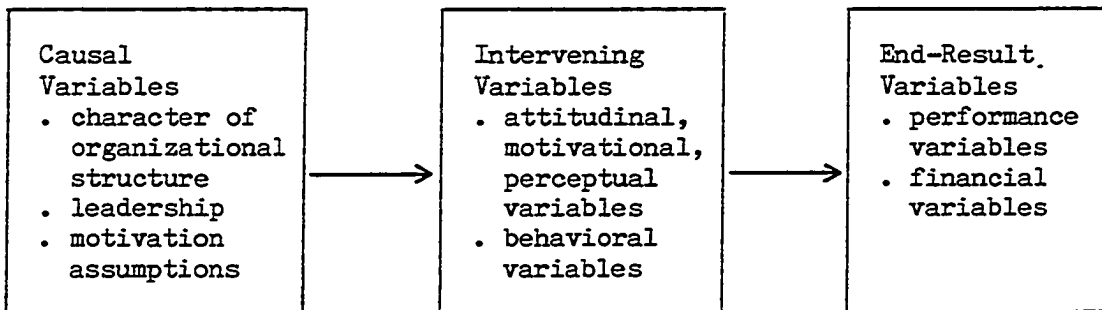 Causal
Variables
. character of
organizational
structure
. leadership
. motivation
assumptions
Intervening
Variables
. attitudinal,
motivational,
perceptual
variables
. behavioral
variables
End-Result
Variables
. performance
variables
. financial
variables